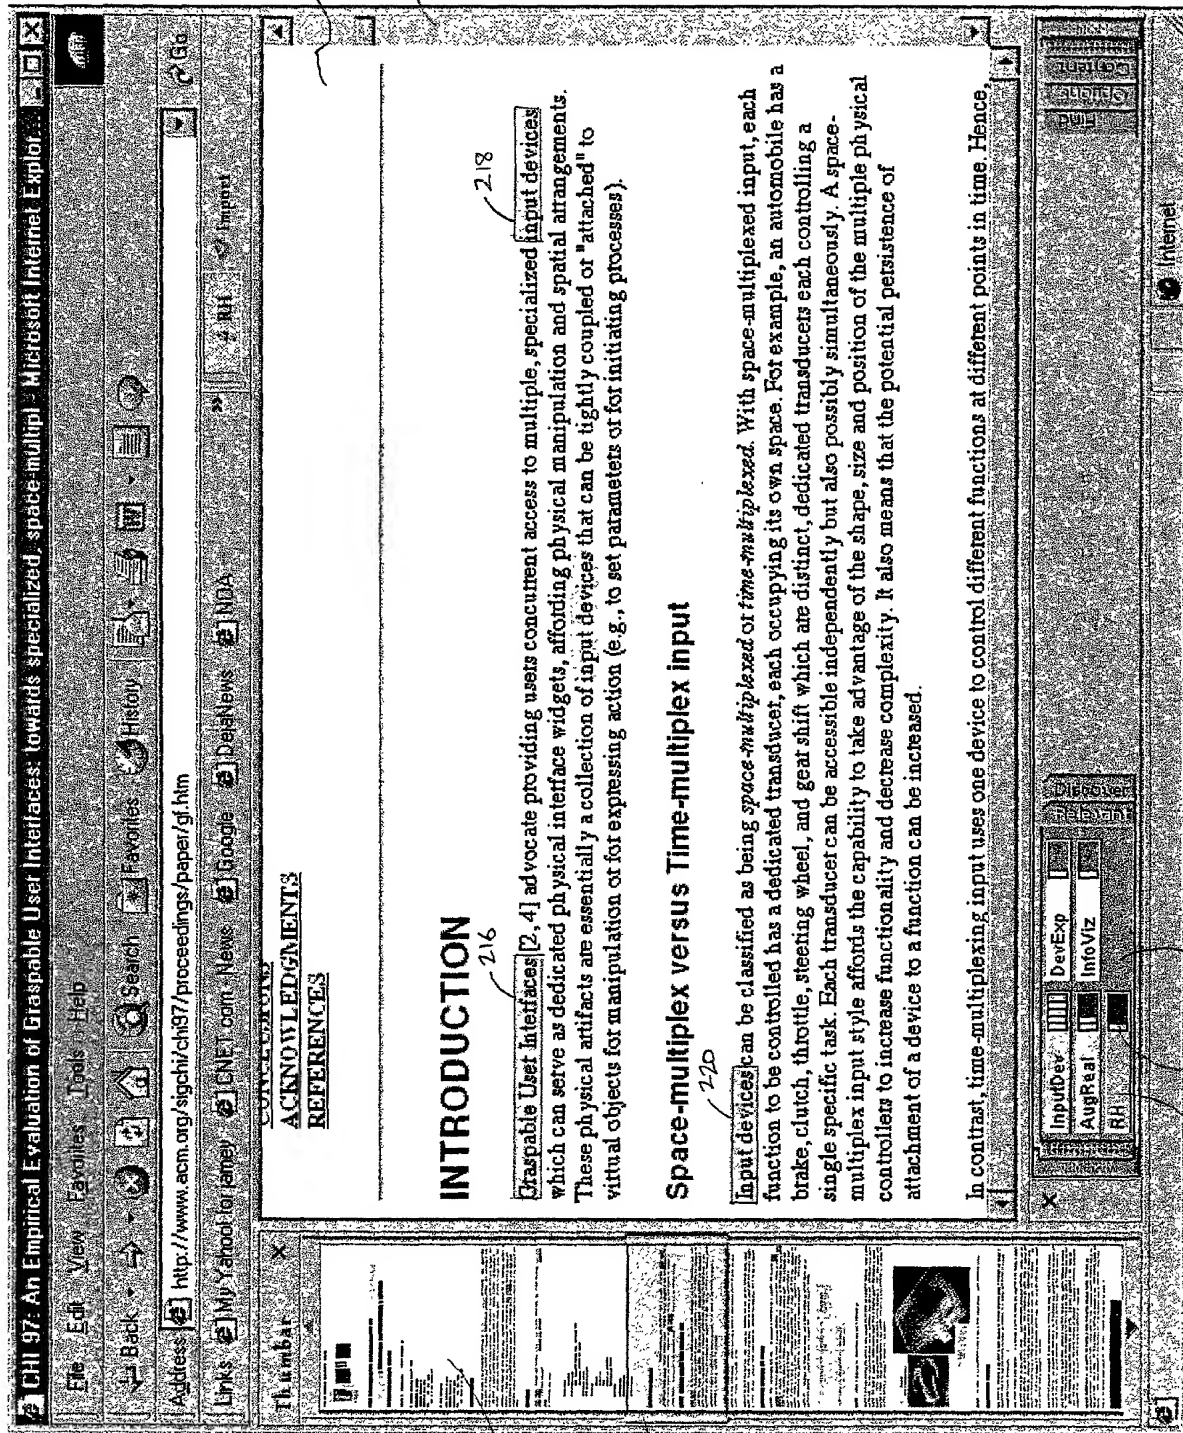 CHI 97: An Empirical Evaluation of Graspable User Interfaces: towards specialized, space-multipl - Microsoft Internet Explor...
File Edit View Favorites Tools Help
Back Search Favorites History
Address http://www.acm.org/sigchi/chi97/proceedings/paper/gf.htm Go
Links My Yahoo! for jamey CNET.com News Google DejaNews NDA » RH Import
Thumbar ×
CONCLUSIONS
ACKNOWLEDGMENTS
REFERENCES
INTRODUCTION
216
218
Graspable User Interfaces [2, 4] advocate providing users concurrent access to multiple, specialized input devices
which can serve as dedicated physical interface widgets, affording physical manipulation and spatial arrangements.
These physical artifacts are essentially a collection of input devices that can be tightly coupled or "attached" to
virtual objects for manipulation or for expressing action (e.g., to set parameters or for initiating processes).
Space-multiplex versus Time-multiplex input
220
Input devices can be classified as being space-multiplexed or time-multiplexed. With space-multiplexed input, each
function to be controlled has a dedicated transducer, each occupying its own space. For example, an automobile has a
brake, clutch, throttle, steering wheel, and gear shift which are distinct, dedicated transducers each controlling a
single specific task. Each transducer can be accessible independently but also possibly simultaneously. A space-
multiplex input style affords the capability to take advantage of the shape, size and position of the multiple physical
controllers to increase functionality and decrease complexity. It also means that the potential persistence of
attachment of a device to a function can be increased.
In contrast, time-multiplexing input uses one device to control different functions at different points in time. Hence,
×
InputDev DevExp
AugReal InfoViz
RH
Relevant
Discover
Find
Options
Internet